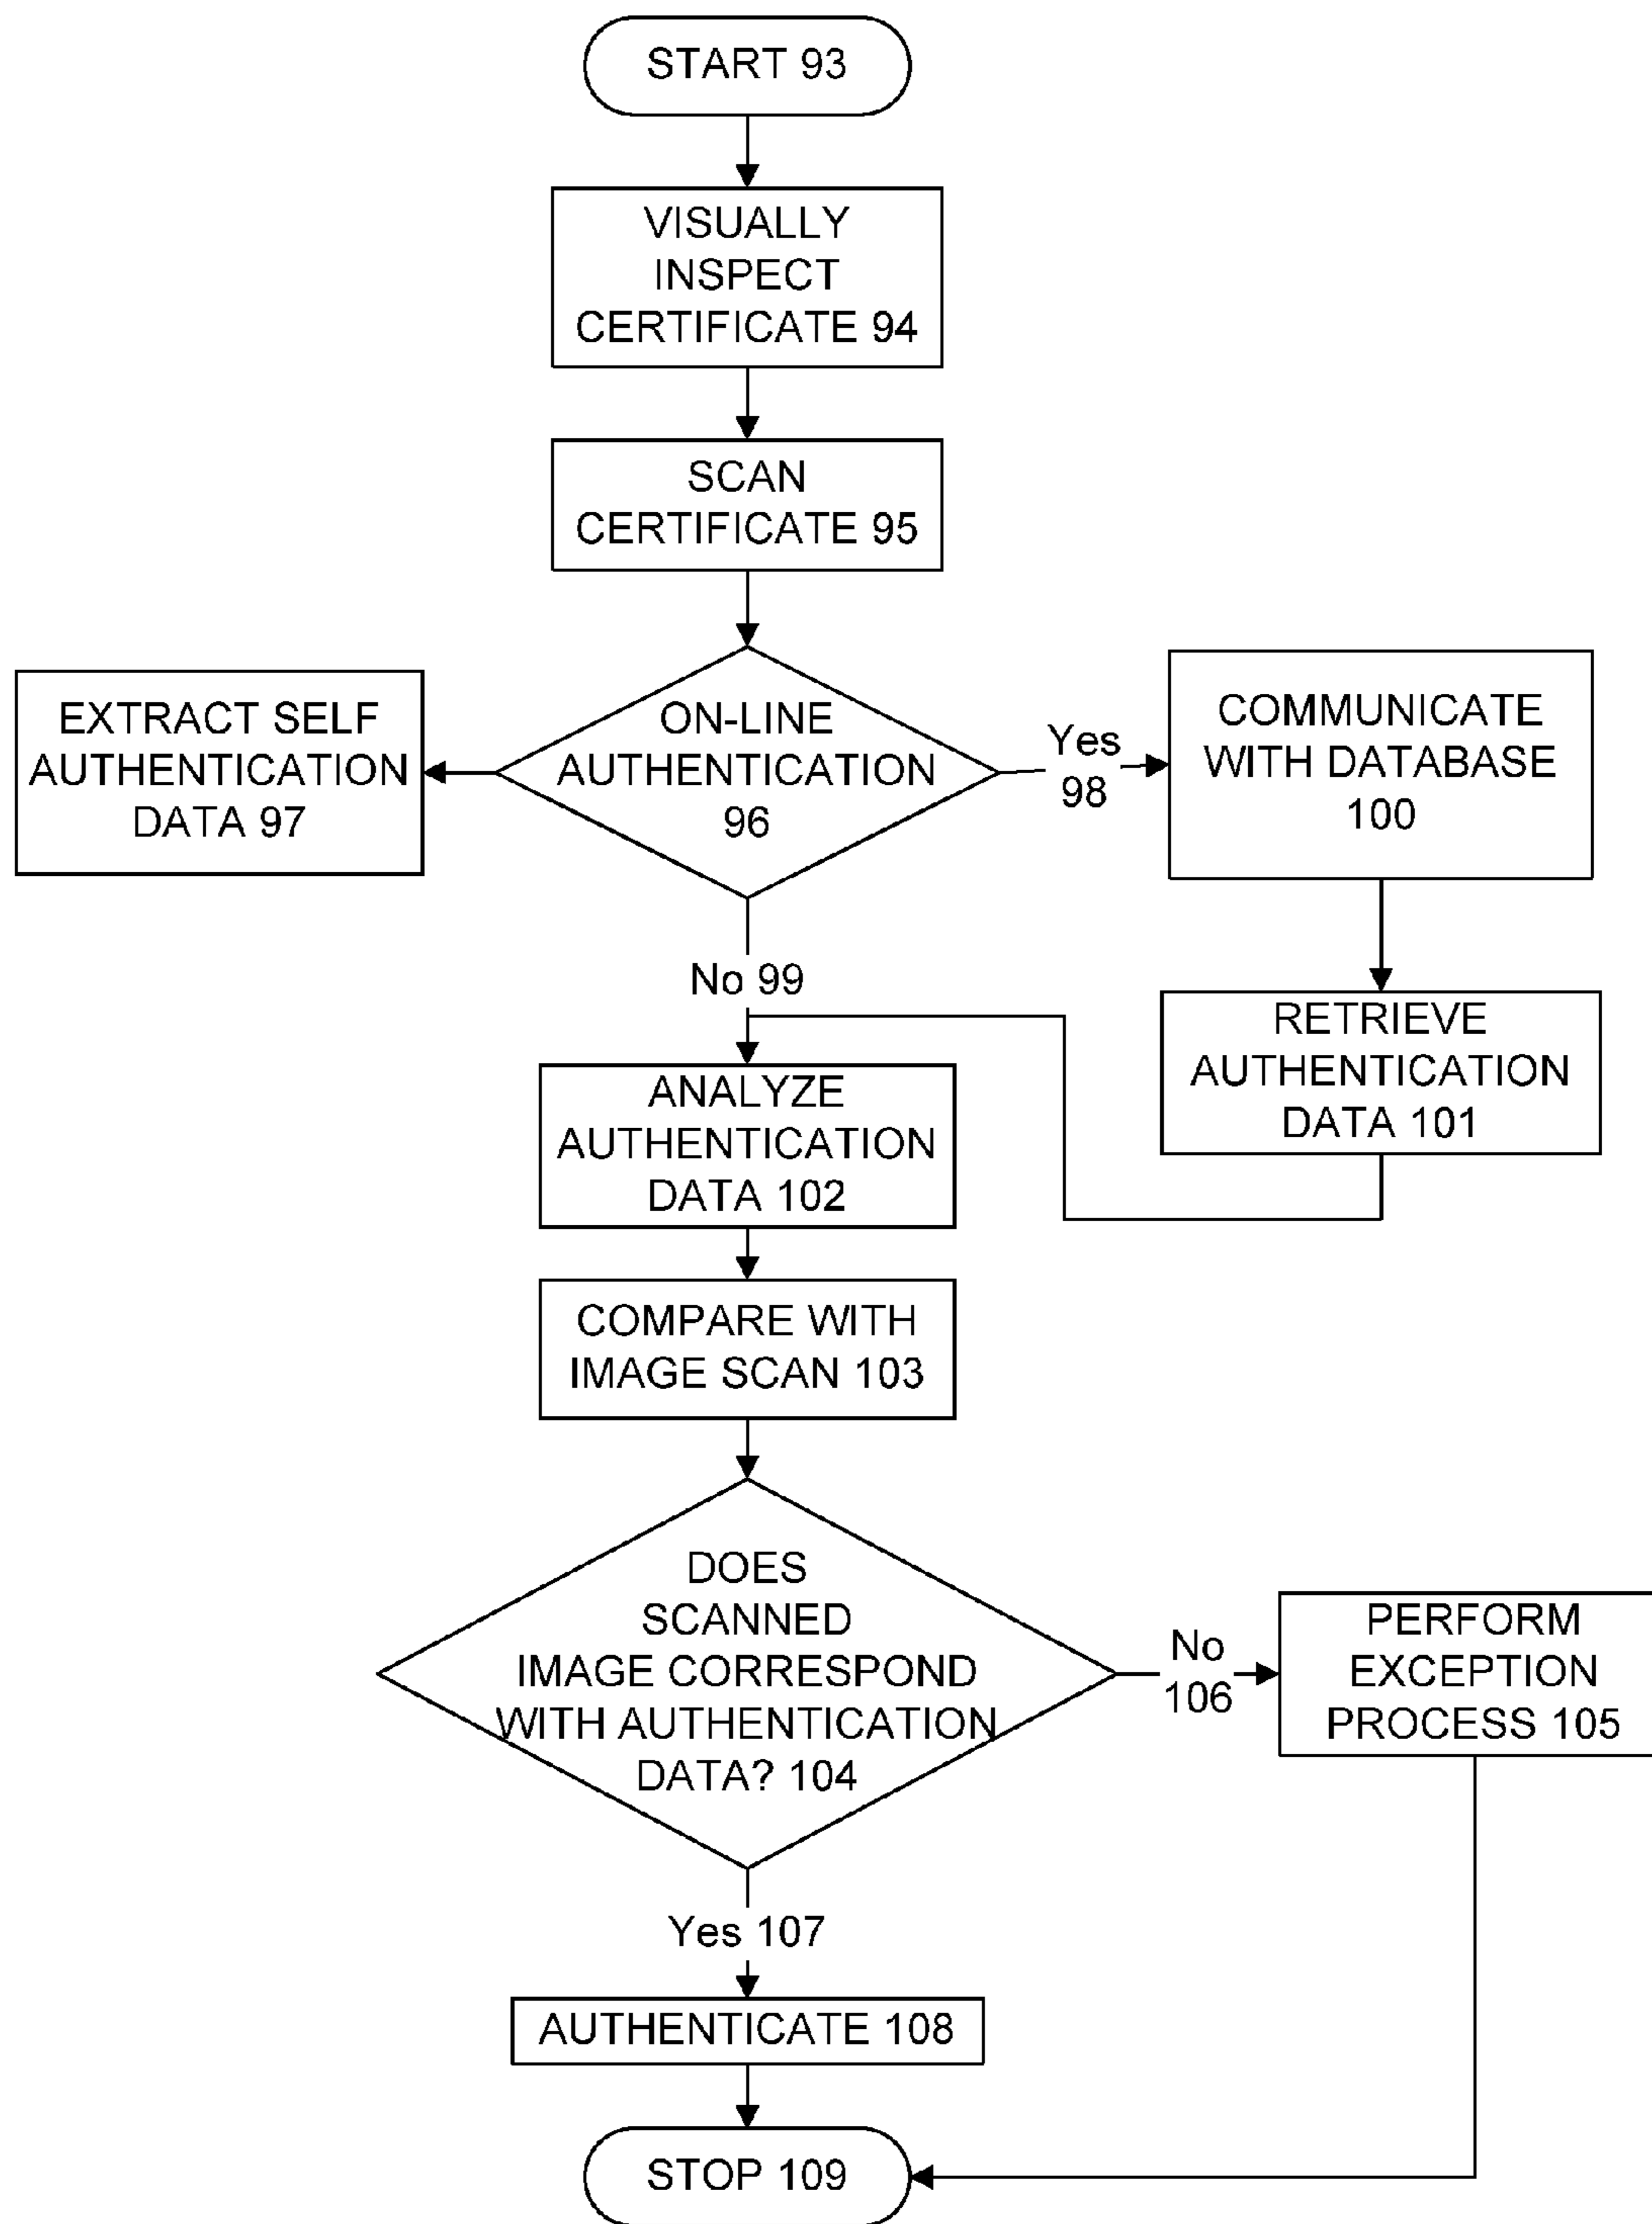 START 93
VISUALLY
INSPECT
CERTIFICATE 94
SCAN
CERTIFICATE 95
EXTRACT SELF
AUTHENTICATION
DATA 97
ON-LINE
AUTHENTICATION
96
Yes
98
COMMUNICATE
WITH DATABASE
100
No 99
RETRIEVE
AUTHENTICATION
DATA 101
ANALYZE
AUTHENTICATION
DATA 102
COMPARE WITH
IMAGE SCAN 103
DOES
SCANNED
IMAGE CORRESPOND
WITH AUTHENTICATION
DATA? 104
No
106
PERFORM
EXCEPTION
PROCESS 105
Yes 107
AUTHENTICATE 108
STOP 109